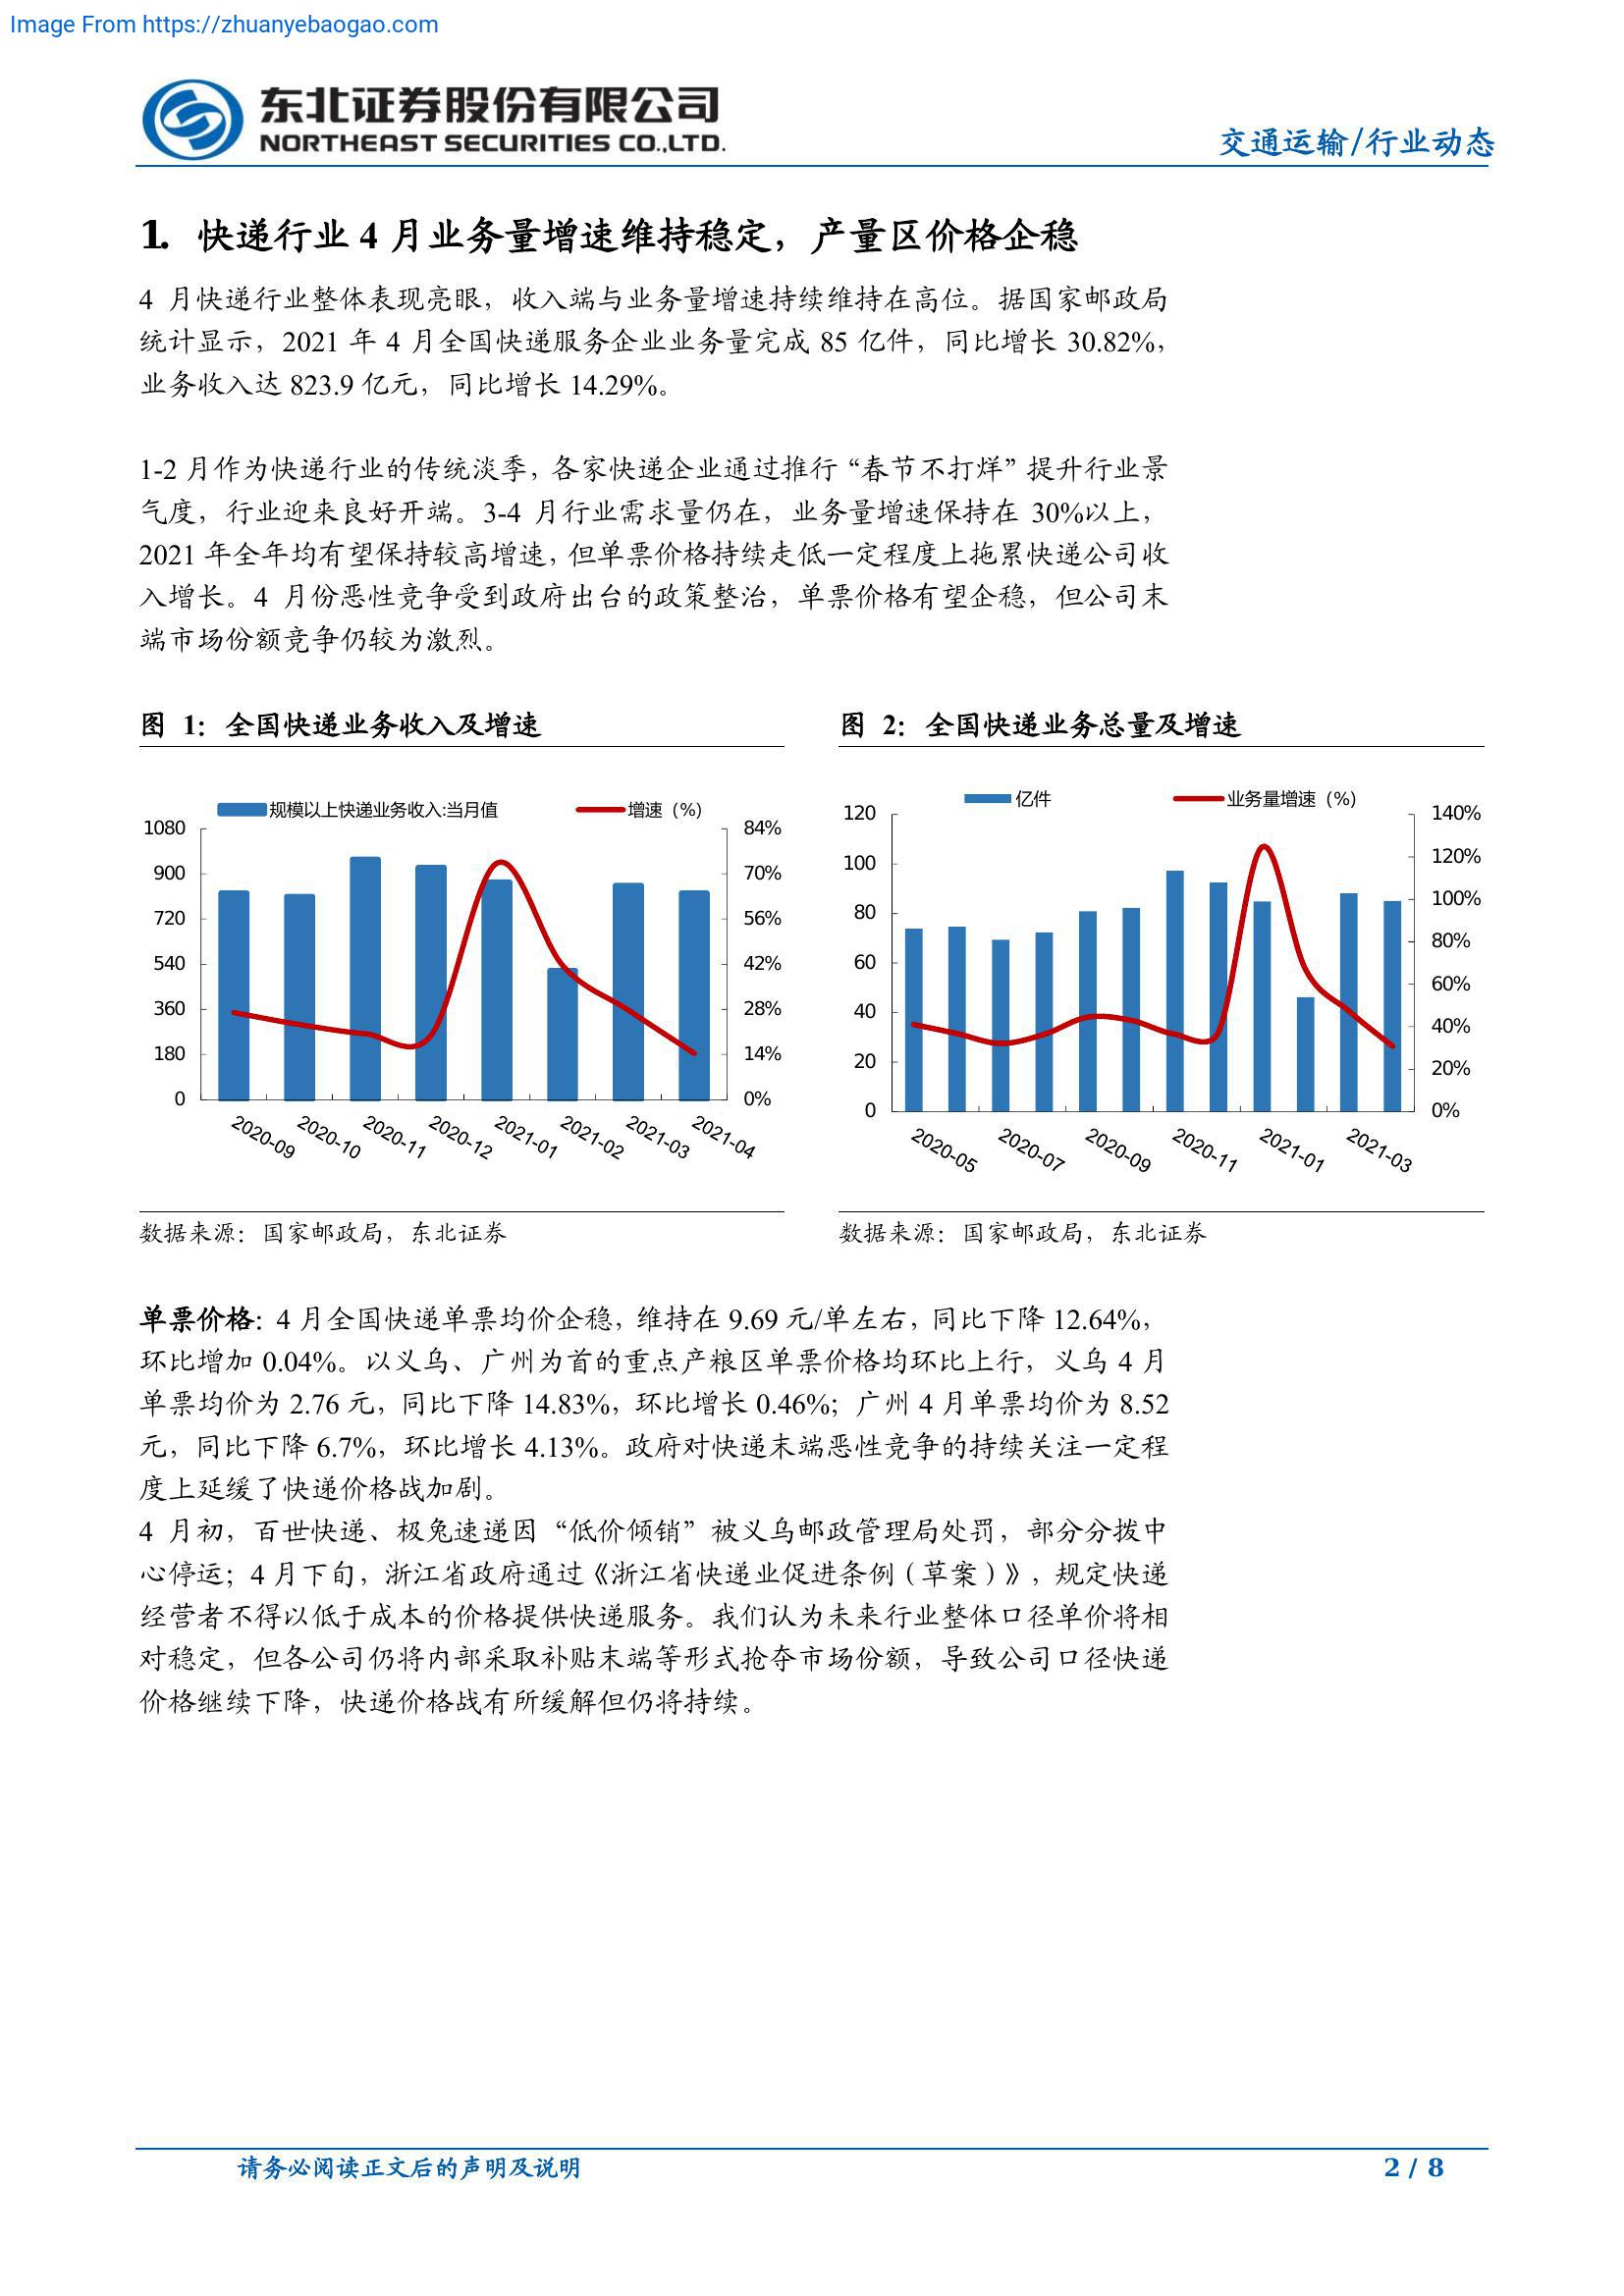 Image From https://zhuanyebaogao.com
东北证券股份有限公司
NORTHEAST SECURITIES CO.,LTD.
交通运输/行业动态
1. 快递行业 4 月业务量增速维持稳定，产量区价格企稳
4 月快递行业整体表现亮眼，收入端与业务量增速持续维持在高位。据国家邮政局
统计显示，2021 年 4 月全国快递服务企业业务量完成 85 亿件，同比增长 30.82%，
业务收入达 823.9 亿元，同比增长 14.29%。
1-2 月作为快递行业的传统淡季，各家快递企业通过推行“春节不打烊”提升行业景
气度，行业迎来良好开端。3-4 月行业需求量仍在，业务量增速保持在 30%以上，
2021 年全年均有望保持较高增速，但单票价格持续走低一定程度上拖累快递公司收
入增长。4 月份恶性竞争受到政府出台的政策整治，单票价格有望企稳，但公司末
端市场份额竞争仍较为激烈。
图 1：全国快递业务收入及增速
规模以上快递业务收入:当月值
增速（%）
1080
900
720
540
360
180
0
84%
70%
56%
42%
28%
14%
0%
2020-09
2020-10
2020-11
2020-12
2021-01
2021-02
2021-03
2021-04
数据来源：国家邮政局，东北证券
图 2：全国快递业务总量及增速
亿件
业务量增速（%）
120
100
80
60
40
20
0
140%
120%
100%
80%
60%
40%
20%
0%
2020-05
2020-07
2020-09
2020-11
2021-01
2021-03
数据来源：国家邮政局，东北证券
单票价格：4 月全国快递单票均价企稳，维持在 9.69 元/单左右，同比下降 12.64%，
环比增加 0.04%。以义乌、广州为首的重点产粮区单票价格均环比上行，义乌 4 月
单票均价为 2.76 元，同比下降 14.83%，环比增长 0.46%；广州 4 月单票均价为 8.52
元，同比下降 6.7%，环比增长 4.13%。政府对快递末端恶性竞争的持续关注一定程
度上延缓了快递价格战加剧。
4 月初，百世快递、极兔速递因“低价倾销”被义乌邮政管理局处罚，部分分拨中
心停运；4 月下旬，浙江省政府通过《浙江省快递业促进条例（草案）》，规定快递
经营者不得以低于成本的价格提供快递服务。我们认为未来行业整体口径单价将相
对稳定，但各公司仍将内部采取补贴末端等形式抢夺市场份额，导致公司口径快递
价格继续下降，快递价格战有所缓解但仍将持续。
请务必阅读正文后的声明及说明
2 / 8